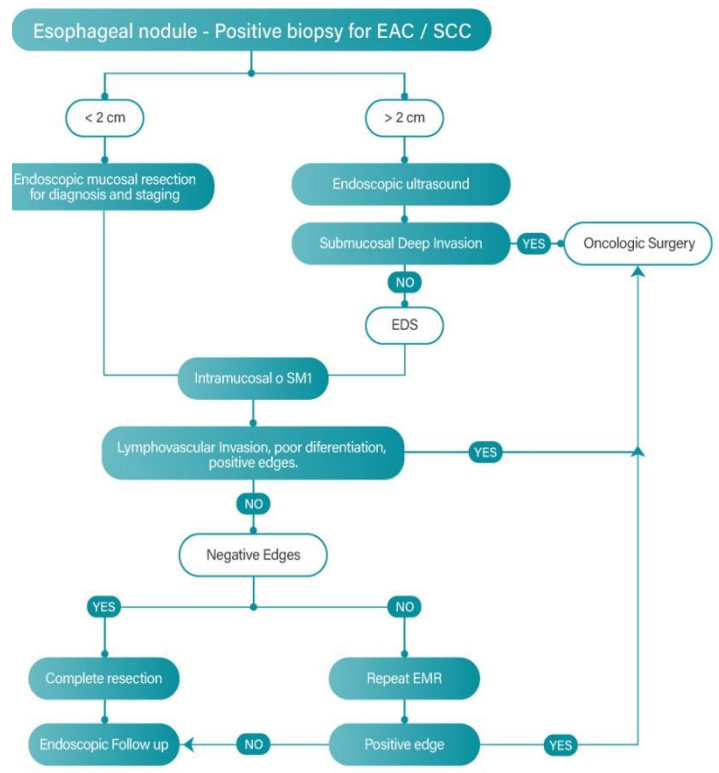 Esophageal nodule - Positive biopsy for EAC / SCC
< 2 cm
> 2 cm
Endoscopic mucosal resection
for diagnosis and staging
Endoscopic ultrasound
Submucosal Deep Invasion
YES
Oncologic Surgery
NO
EDS
Intramucosal o SM1
Lymphovascular Invasion, poor diferentiation,
positive edges.
YES
NO
Negative Edges
YES
NO
Complete resection
Repeat EMR
Endoscopic Follow up
NO
Positive edge
YES